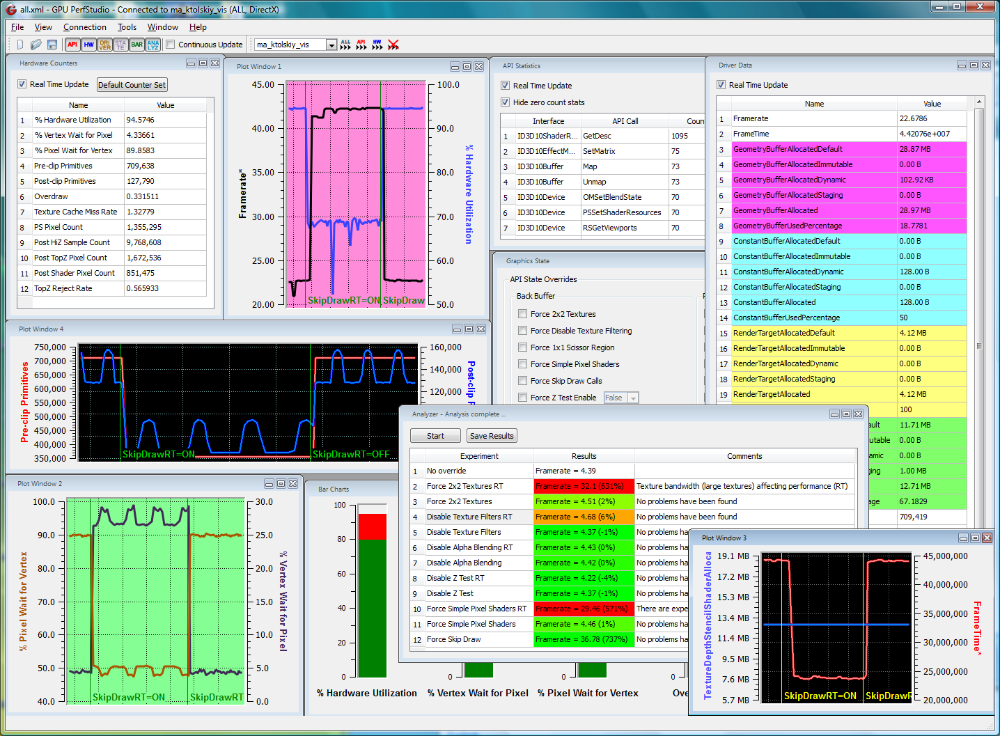 all.xml - GPU PerfStudio - Connected to ma_ktolskiy_vis (ALL, DirectX)
File View Connection Tools Window Help
API HW DRIVER STATE BAR ANALYZ Continuous Update ma_ktolskiy_vis ALL API HW
Hardware Counters
Real Time Update Default Counter Set
Name Value
1 % Hardware Utilization 94.5746
2 % Vertex Wait for Pixel 4.33661
3 % Pixel Wait for Vertex 89.8583
4 Pre-clip Primitives 709,638
5 Post-clip Primitives 127,790
6 Overdraw 0.331511
7 Texture Cache Miss Rate 1.32779
8 PS Pixel Count 1,355,295
9 Post HiZ Sample Count 9,768,608
10 Post TopZ Pixel Count 1,672,536
11 Post Shader Pixel Count 851,475
12 TopZ Reject Rate 0.565933
Plot Window 1
45.00 100.0
40.00 90.0
35.00 80.0
30.00 70.0
25.00 60.0
20.00 50.0
Framerate*
% Hardware Utilization
SkipDrawRT=ON SkipDraw
API Statistics
Real Time Update
Hide zero count stats
Interface API Call Coun
1 ID3D10ShaderR... GetDesc 1095
2 ID3D10EffectM... SetMatrix 75
3 ID3D10Buffer Map 73
4 ID3D10Buffer Unmap 73
5 ID3D10Device OMSetBlendState 70
6 ID3D10Device PSSetShaderResources 70
7 ID3D10Device RSGetViewports 70
Graphics State
API State Overrides
Back Buffer
Force 2x2 Textures
Force Disable Texture Filtering
Force 1x1 Scissor Region
Force Simple Pixel Shaders
Force Skip Draw Calls
Force Z Test Enable False
Driver Data
Real Time Update
Name Value
1 Framerate 22.6786
2 FrameTime 4.42076e+007
3 GeometryBufferAllocatedDefault 28.87 MB
4 GeometryBufferAllocatedImmutable 0.00 B
5 GeometryBufferAllocatedDynamic 102.92 KB
6 GeometryBufferAllocatedStaging 0.00 B
7 GeometryBufferAllocated 28.97 MB
8 GeometryBufferUsedPercentage 18.7781
9 ConstantBufferAllocatedDefault 0.00 B
10 ConstantBufferAllocatedImmutable 0.00 B
11 ConstantBufferAllocatedDynamic 128.00 B
12 ConstantBufferAllocatedStaging 0.00 B
13 ConstantBufferAllocated 128.00 B
14 ConstantBufferUsedPercentage 50
15 RenderTargetAllocatedDefault 4.12 MB
16 RenderTargetAllocatedImmutable 0.00 B
17 RenderTargetAllocatedDynamic 0.00 B
18 RenderTargetAllocatedStaging 0.00 B
19 RenderTargetAllocated 4.12 MB
100
ault 11.71 MB
utable 0.00 B
amic 0.00 B
ging 1.00 MB
12.71 MB
age 67.1829
709,419
Plot Window 4
750,000 160,000
700,000 150,000
650,000 140,000
600,000 130,000
550,000 120,000
500,000
450,000
400,000
350,000
Pre-clip Primitives
Post-clip P
SkipDrawRT=ON SkipDrawRT=OFF
Analyzer - Analysis complete ...
Start Save Results
Experiment Results Comments
1 No override Framerate = 4.39
2 Force 2x2 Textures RT Framerate = 32.1 (631%) Texture bandwidth (large textures) affecting performance (RT)
3 Force 2x2 Textures Framerate = 4.51 (2%) No problems have been found
4 Disable Texture Filters RT Framerate = 4.68 (6%) No problems have been found
5 Disable Texture Filters Framerate = 4.37 (-1%) No problems ha
6 Disable Alpha Blending RT Framerate = 4.43 (0%) No problems ha
7 Disable Alpha Blending Framerate = 4.42 (0%) No problems ha
8 Disable Z Test RT Framerate = 4.22 (-4%) No problems ha
9 Disable Z Test Framerate = 4.37 (-1%) No problems ha
10 Force Simple Pixel Shaders RT Framerate = 29.46 (571%) There are expe
11 Force Simple Pixel Shaders Framerate = 4.46 (1%) No problems ha
12 Force Skip Draw Framerate = 36.78 (737%) No problems ha
Plot Window 2
100.0 30.0
90.0 25.0
80.0 20.0
70.0 15.0
60.0 10.0
50.0 5.0
40.0 0.0
% Pixel Wait for Vertex
% Vertex Wait for Pixel
SkipDrawRT=ON SkipDrawRT
Bar Charts
100
80
60
40
20
0 0 0 0
% Hardware Utilization % Vertex Wait for Pixel % Pixel Wait for Vertex Ove
Plot Window 3
19.1 MB 45,000,000
17.2 MB 40,000,000
15.3 MB 35,000,000
13.4 MB 30,000,000
11.4 MB 25,000,000
9.5 MB 20,000,000
7.6 MB
5.7 MB
TextureDepthStencilShaderAlloca
FrameTime*
SkipDrawRT=ON SkipDrawR